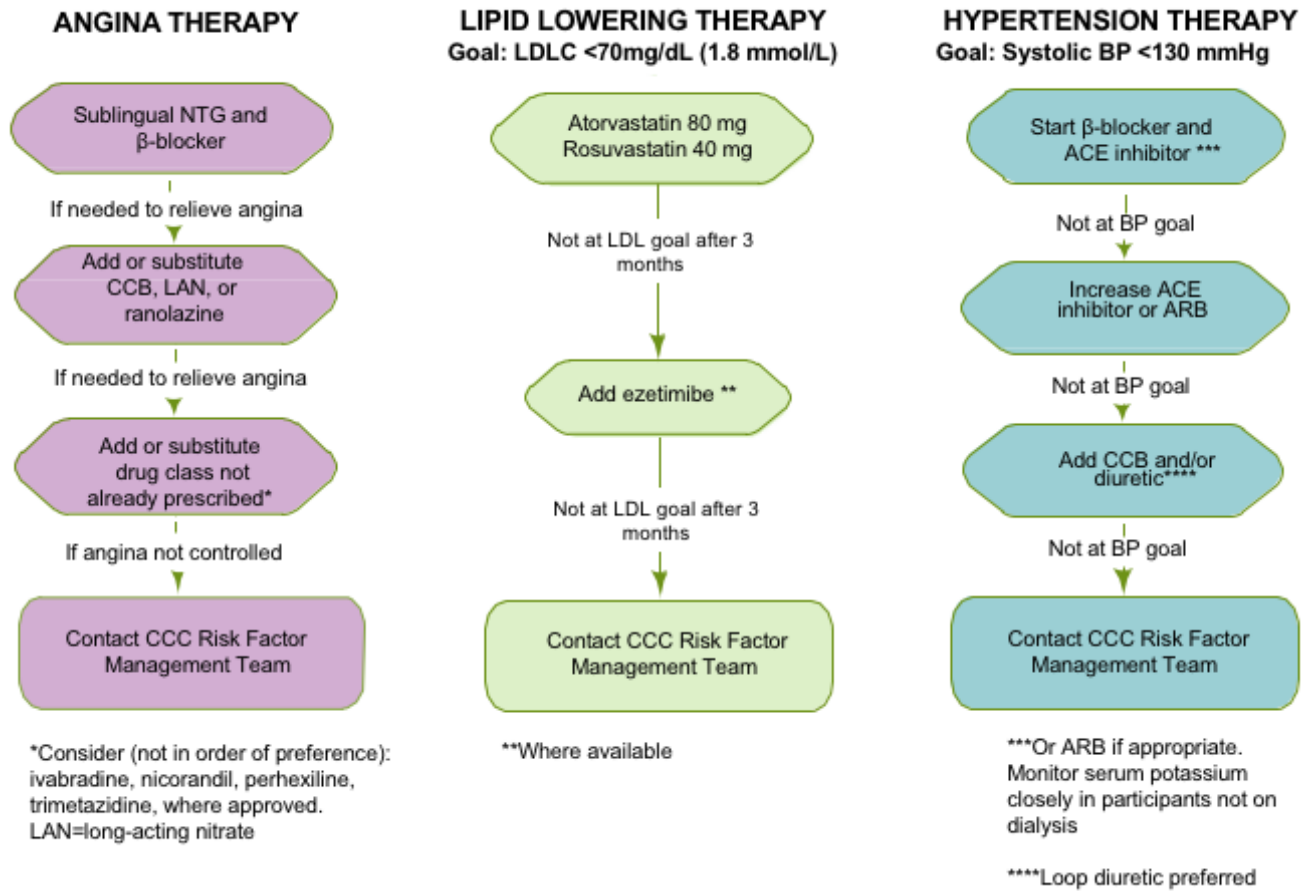 ANGINA THERAPY
Sublingual NTG and
β-blocker
If needed to relieve angina
Add or substitute
CCB, LAN, or
ranolazine
If needed to relieve angina
Add or substitute
drug class not
already prescribed*
If angina not controlled
Contact CCC Risk Factor
Management Team
*Consider (not in order of preference):
ivabradine, nicorandil, perhexiline,
trimetazidine, where approved.
LAN=long-acting nitrate
LIPID LOWERING THERAPY
Goal: LDLC <70mg/dL (1.8 mmol/L)
Atorvastatin 80 mg
Rosuvastatin 40 mg
Not at LDL goal after 3
months
Add ezetimibe **
Not at LDL goal after 3
months
Contact CCC Risk Factor
Management Team
**Where available
HYPERTENSION THERAPY
Goal: Systolic BP <130 mmHg
Start β-blocker and
ACE inhibitor ***
Not at BP goal
Increase ACE
inhibitor or ARB
Not at BP goal
Add CCB and/or
diuretic****
Not at BP goal
Contact CCC Risk Factor
Management Team
***Or ARB if appropriate.
Monitor serum potassium
closely in participants not on
dialysis
****Loop diuretic preferred